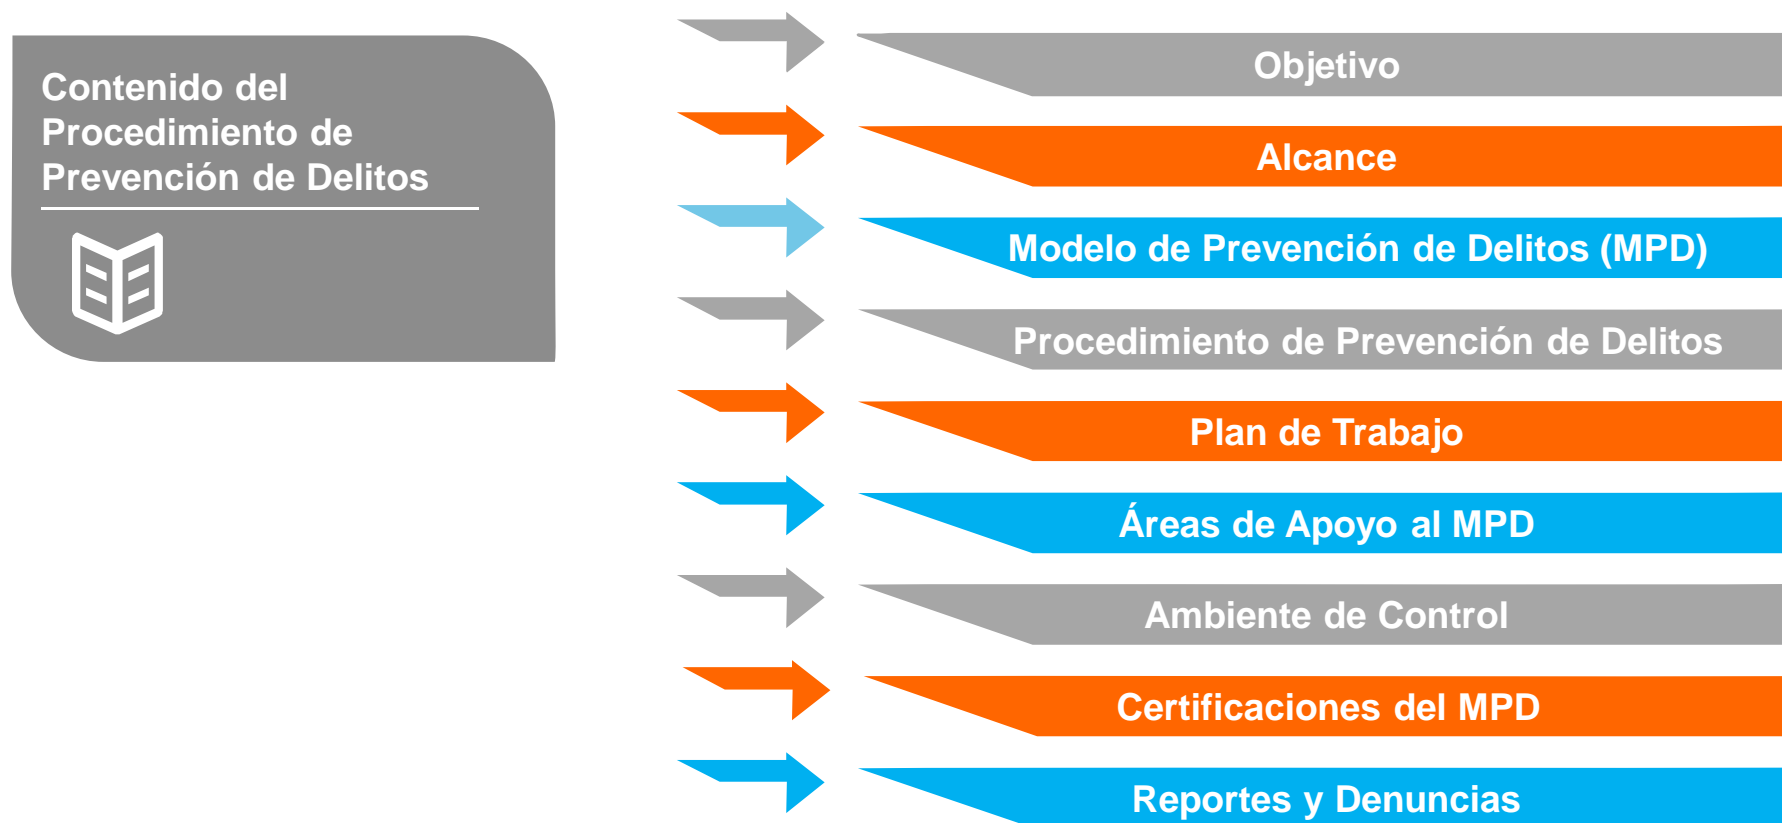 Contenido del
Procedimiento de
Prevención de Delitos
Objetivo
Alcance
Modelo de Prevención de Delitos (MPD)
Procedimiento de Prevención de Delitos
Plan de Trabajo
Áreas de Apoyo al MPD
Ambiente de Control
Certificaciones del MPD
Reportes y Denuncias